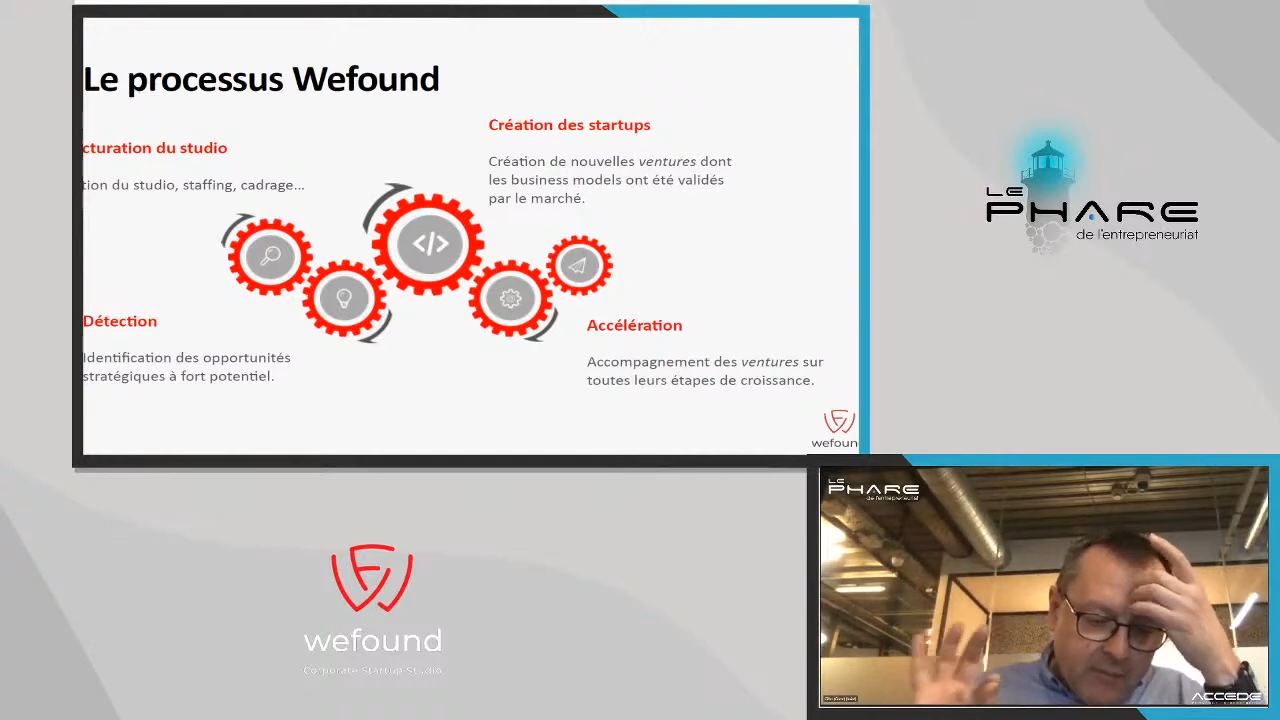 Le processus Wefound
cturation du studio
tion du studio, staffing, cadrage...
Création des startups
Création de nouvelles ventures dont
les business models ont été validés
par le marché.
</>
Détection
Identification des opportunités
stratégiques à fort potentiel.
Accélération
Accompagnement des ventures sur
toutes leurs étapes de croissance.
wefoun
LE
PHARE
de l'entrepreneuriat
wefound
Corporate Startup Studio
LE
PHARE
de l'entrepreneuriat
ACCEDE